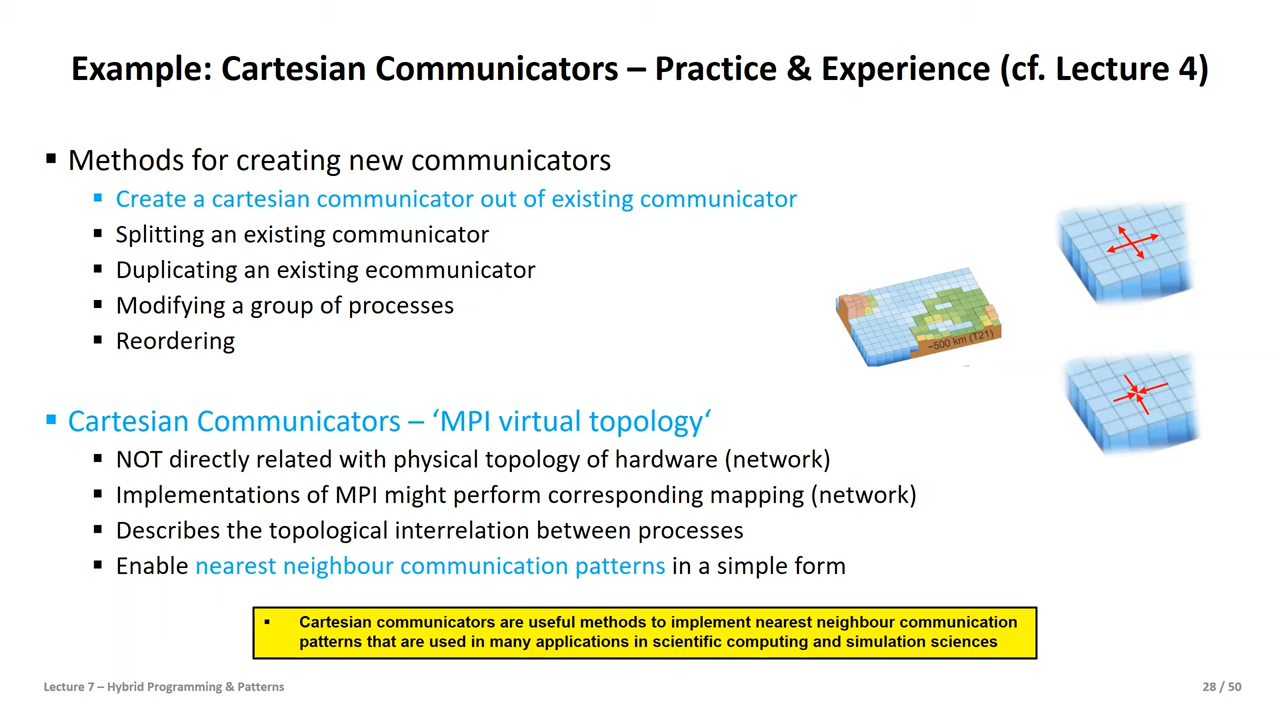 Example: Cartesian Communicators – Practice & Experience (cf. Lecture 4)
▪ Methods for creating new communicators
▪ Create a cartesian communicator out of existing communicator
▪ Splitting an existing communicator
▪ Duplicating an existing ecommunicator
▪ Modifying a group of processes
▪ Reordering
~500 km (T21)
▪ Cartesian Communicators – ‘MPI virtual topology‘
▪ NOT directly related with physical topology of hardware (network)
▪ Implementations of MPI might perform corresponding mapping (network)
▪ Describes the topological interrelation between processes
▪ Enable nearest neighbour communication patterns in a simple form
▪ Cartesian communicators are useful methods to implement nearest neighbour communication
patterns that are used in many applications in scientific computing and simulation sciences
Lecture 7 – Hybrid Programming & Patterns
28 / 50